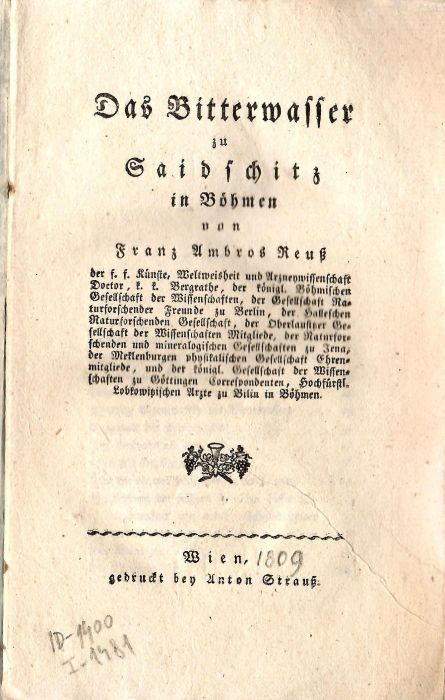 Das Bitterwasser
zu
Saidschitz
in Böhmen
von
Franz Ambros Reuß
der f. f. Künste, Weltweisheit und Arzneywissenschaft
Doctor, k. k. Bergrathe, der königl. Böhmischen
Gesellschaft der Wissenschaften, der Gesellschaft Na-
turforschender Freunde zu Berlin, der Halleschen
Naturforschenden Gesellschaft, der Oberlausitzer Ge-
sellschaft der Wissenschaften Mitgliede, der Naturfor-
schenden und mineralogischen Gesellschaften zu Jena,
der Meklenburgen physikalischen Gesellschaft Ehren-
mitgliede, und der königl. Gesellschaft der Wissen-
schaften zu Göttingen Correspondenten, Hochfürstl.
Lobkowitzischen Arzte zu Bilin in Böhmen.
Wien, 1809
gedruckt bey Anton Strauß.
ID-1400
I-1481